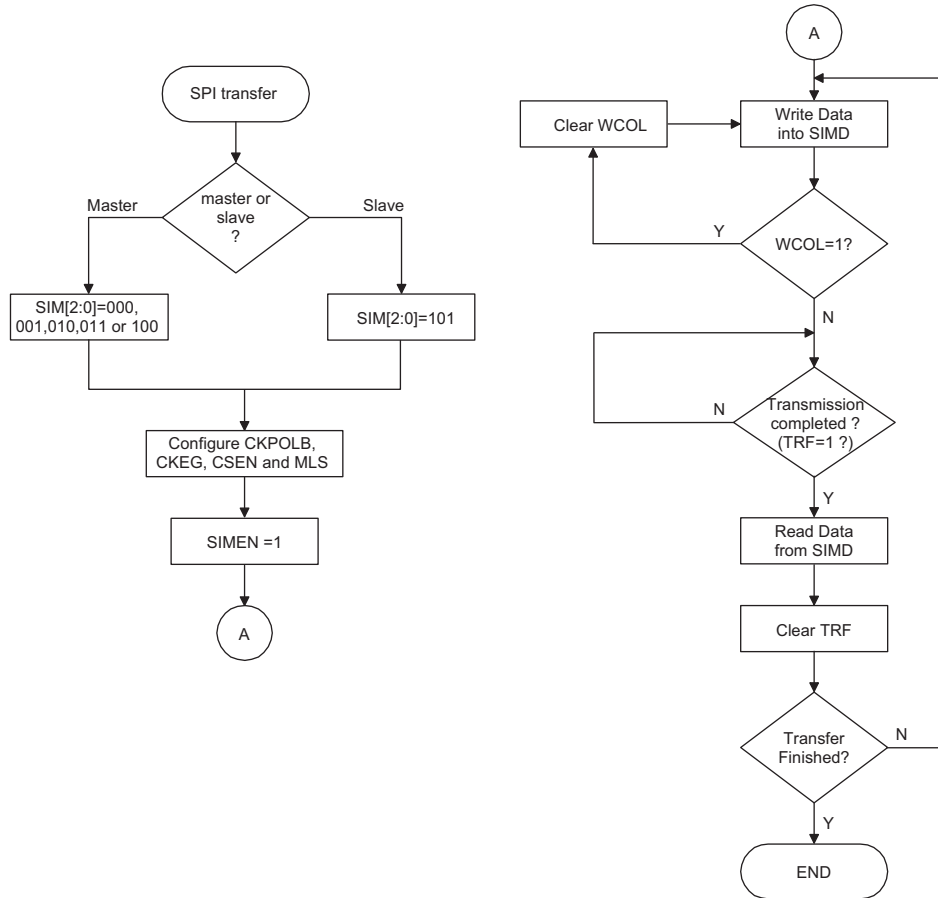 SPI transfer
master or
slave
?
Master
Slave
SIM[2:0]=000,
001,010,011 or 100
SIM[2:0]=101
Configure CKPOLB,
CKEG, CSEN and MLS
SIMEN =1
A
A
Write Data
into SIMD
Clear WCOL
WCOL=1?
Y
N
Transmission
completed ?
(TRF=1 ?)
N
Y
Read Data
from SIMD
Clear TRF
Transfer
Finished?
N
Y
END